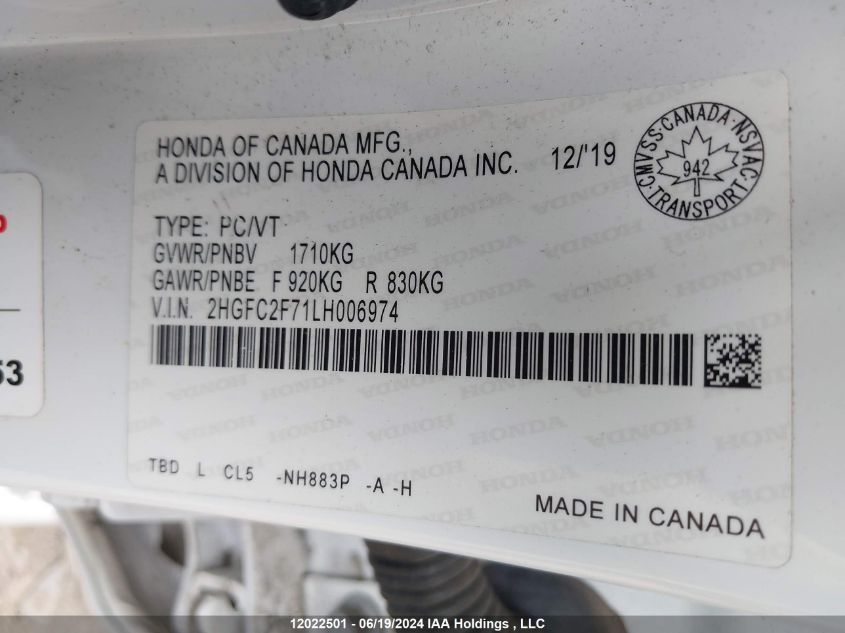 HONDA OF CANADA MFG.,
A DIVISION OF HONDA CANADA INC. 12/'19
CMVSS·CANADA·NSVAC·TRANSPORT·
942
TYPE: PC/VT
GVWR/PNBV 1710KG
GAWR/PNBE F 920KG R 830KG
V.I.N. 2HGFC2F71LH006974
53
TBD L CL5 -NH883P -A -H
MADE IN CANADA
12022501 - 06/19/2024 IAA Holdings , LLC